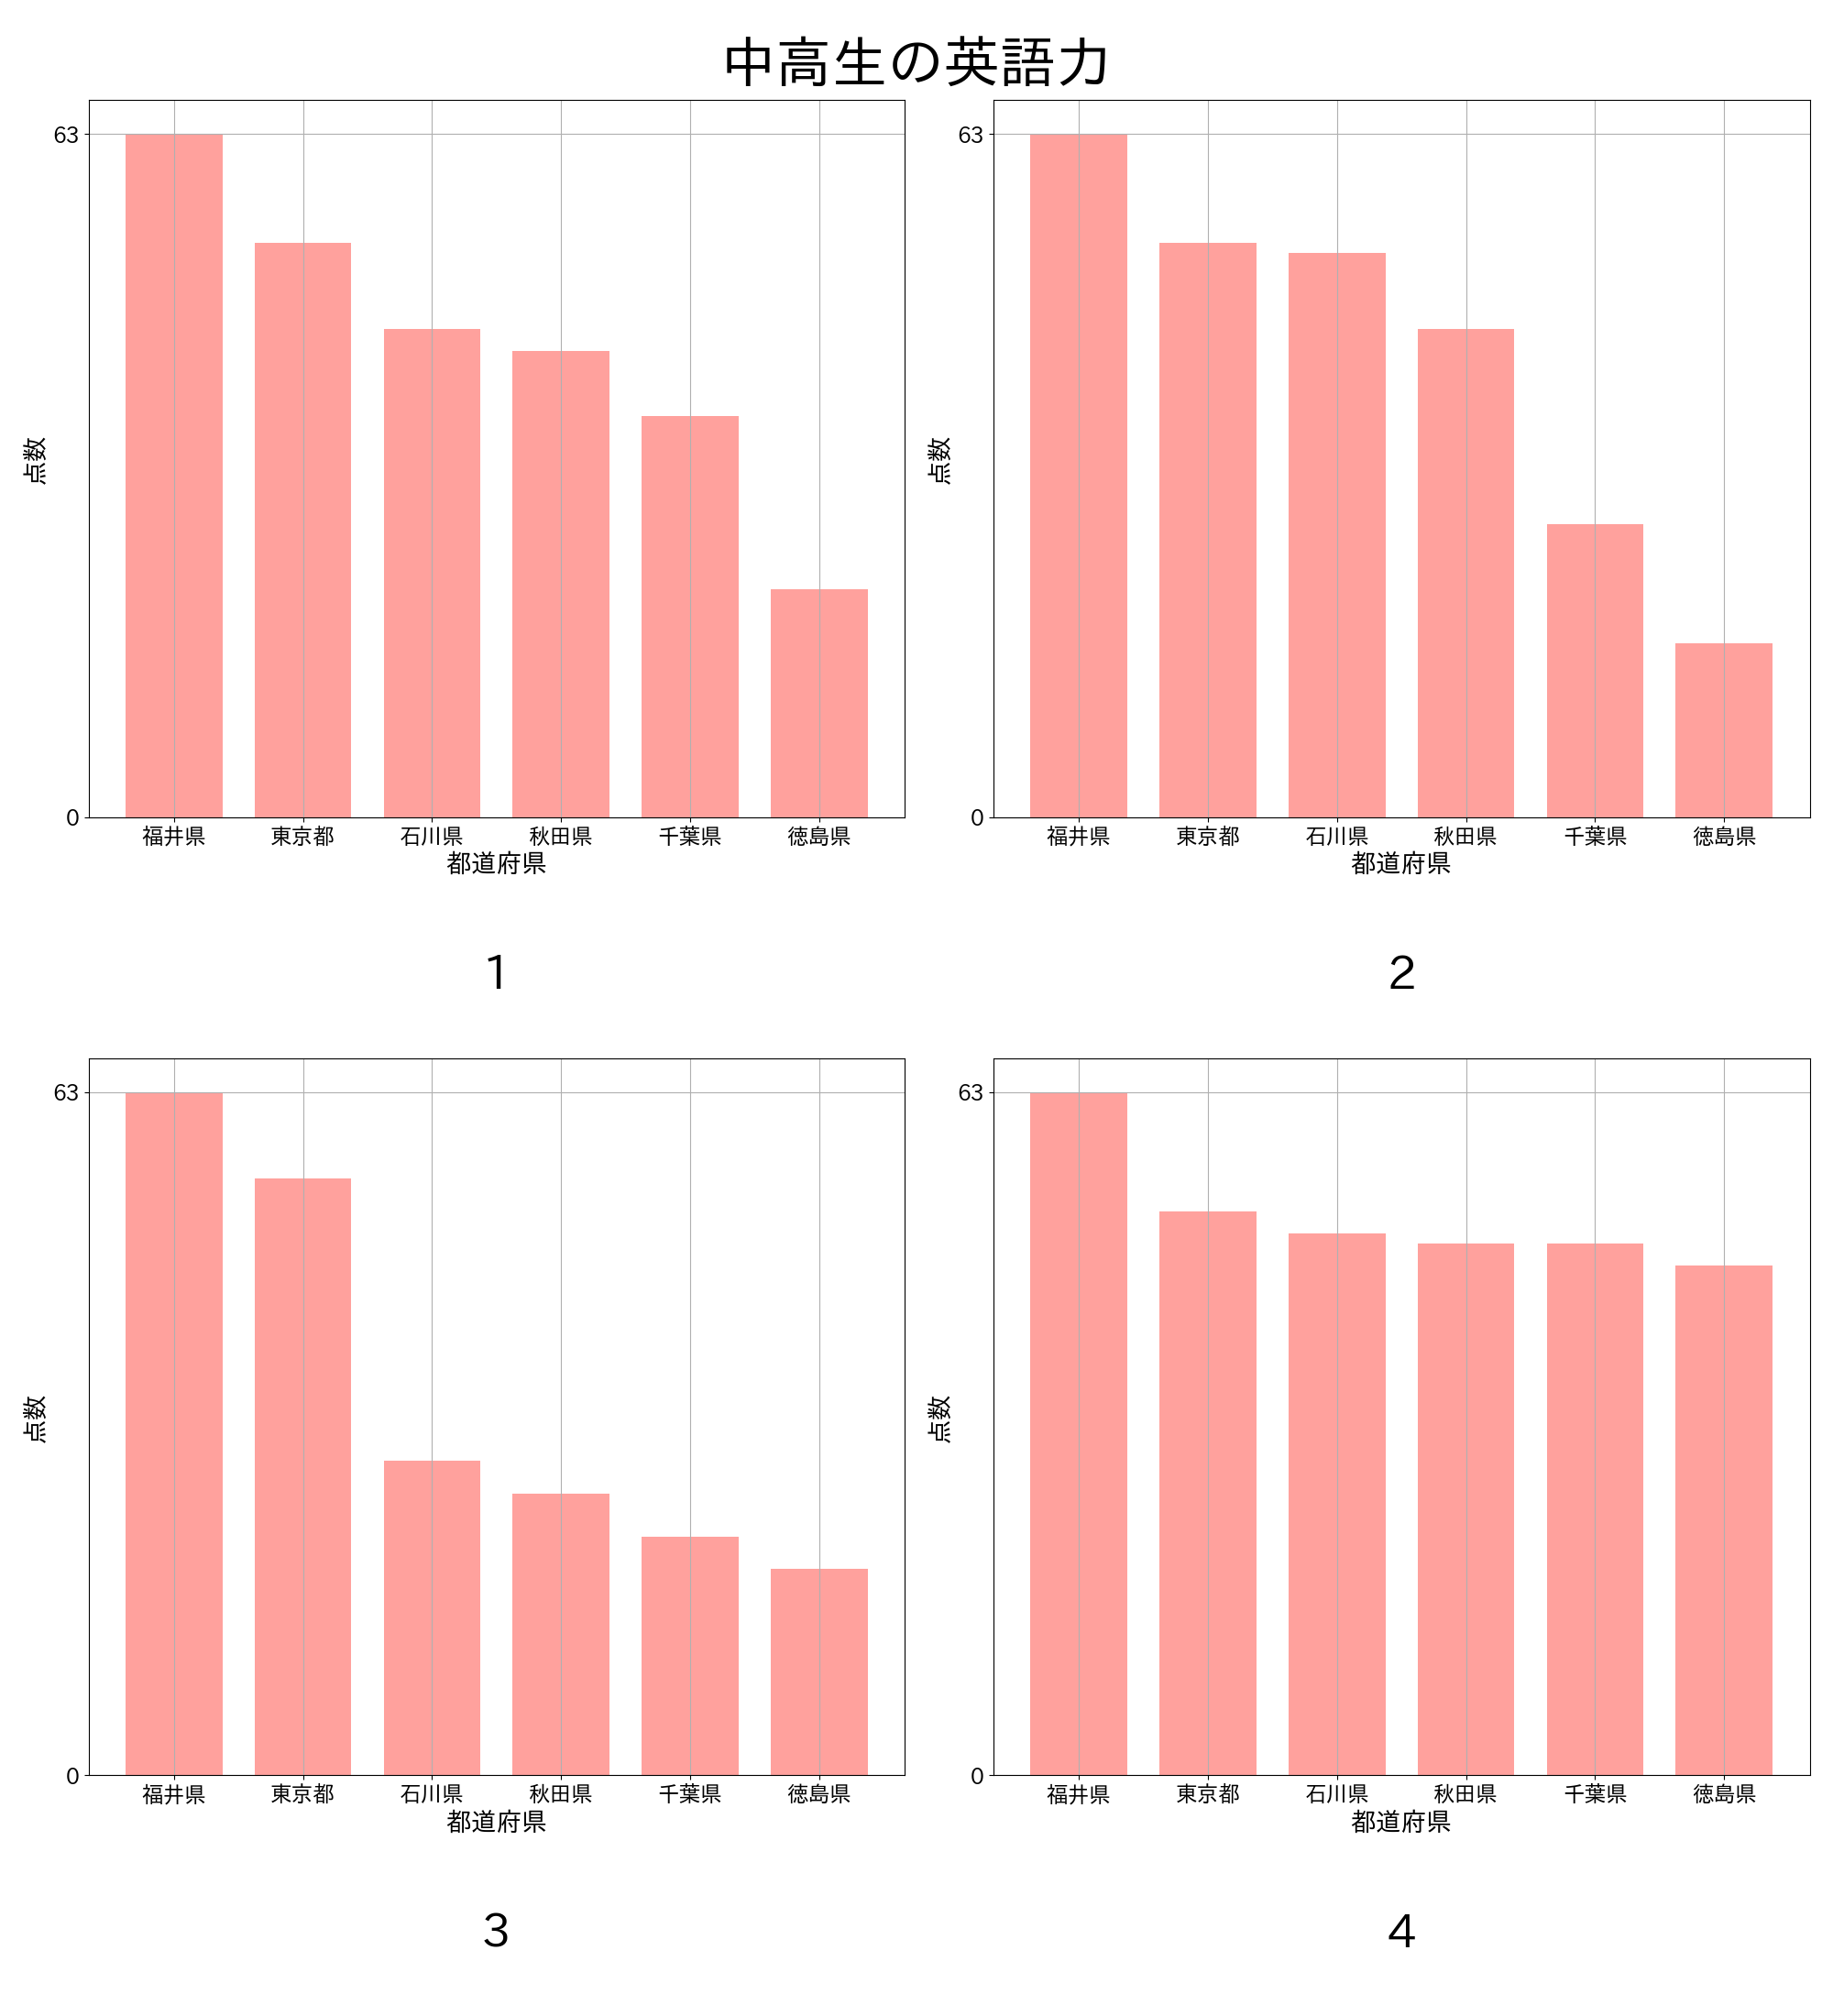 中高生の英語力
63
点数
0
福井県 東京都 石川県 秋田県 千葉県 徳島県
都道府県
1
63
点数
0
福井県 東京都 石川県 秋田県 千葉県 徳島県
都道府県
2
63
点数
0
福井県 東京都 石川県 秋田県 千葉県 徳島県
都道府県
3
63
点数
0
福井県 東京都 石川県 秋田県 千葉県 徳島県
都道府県
4